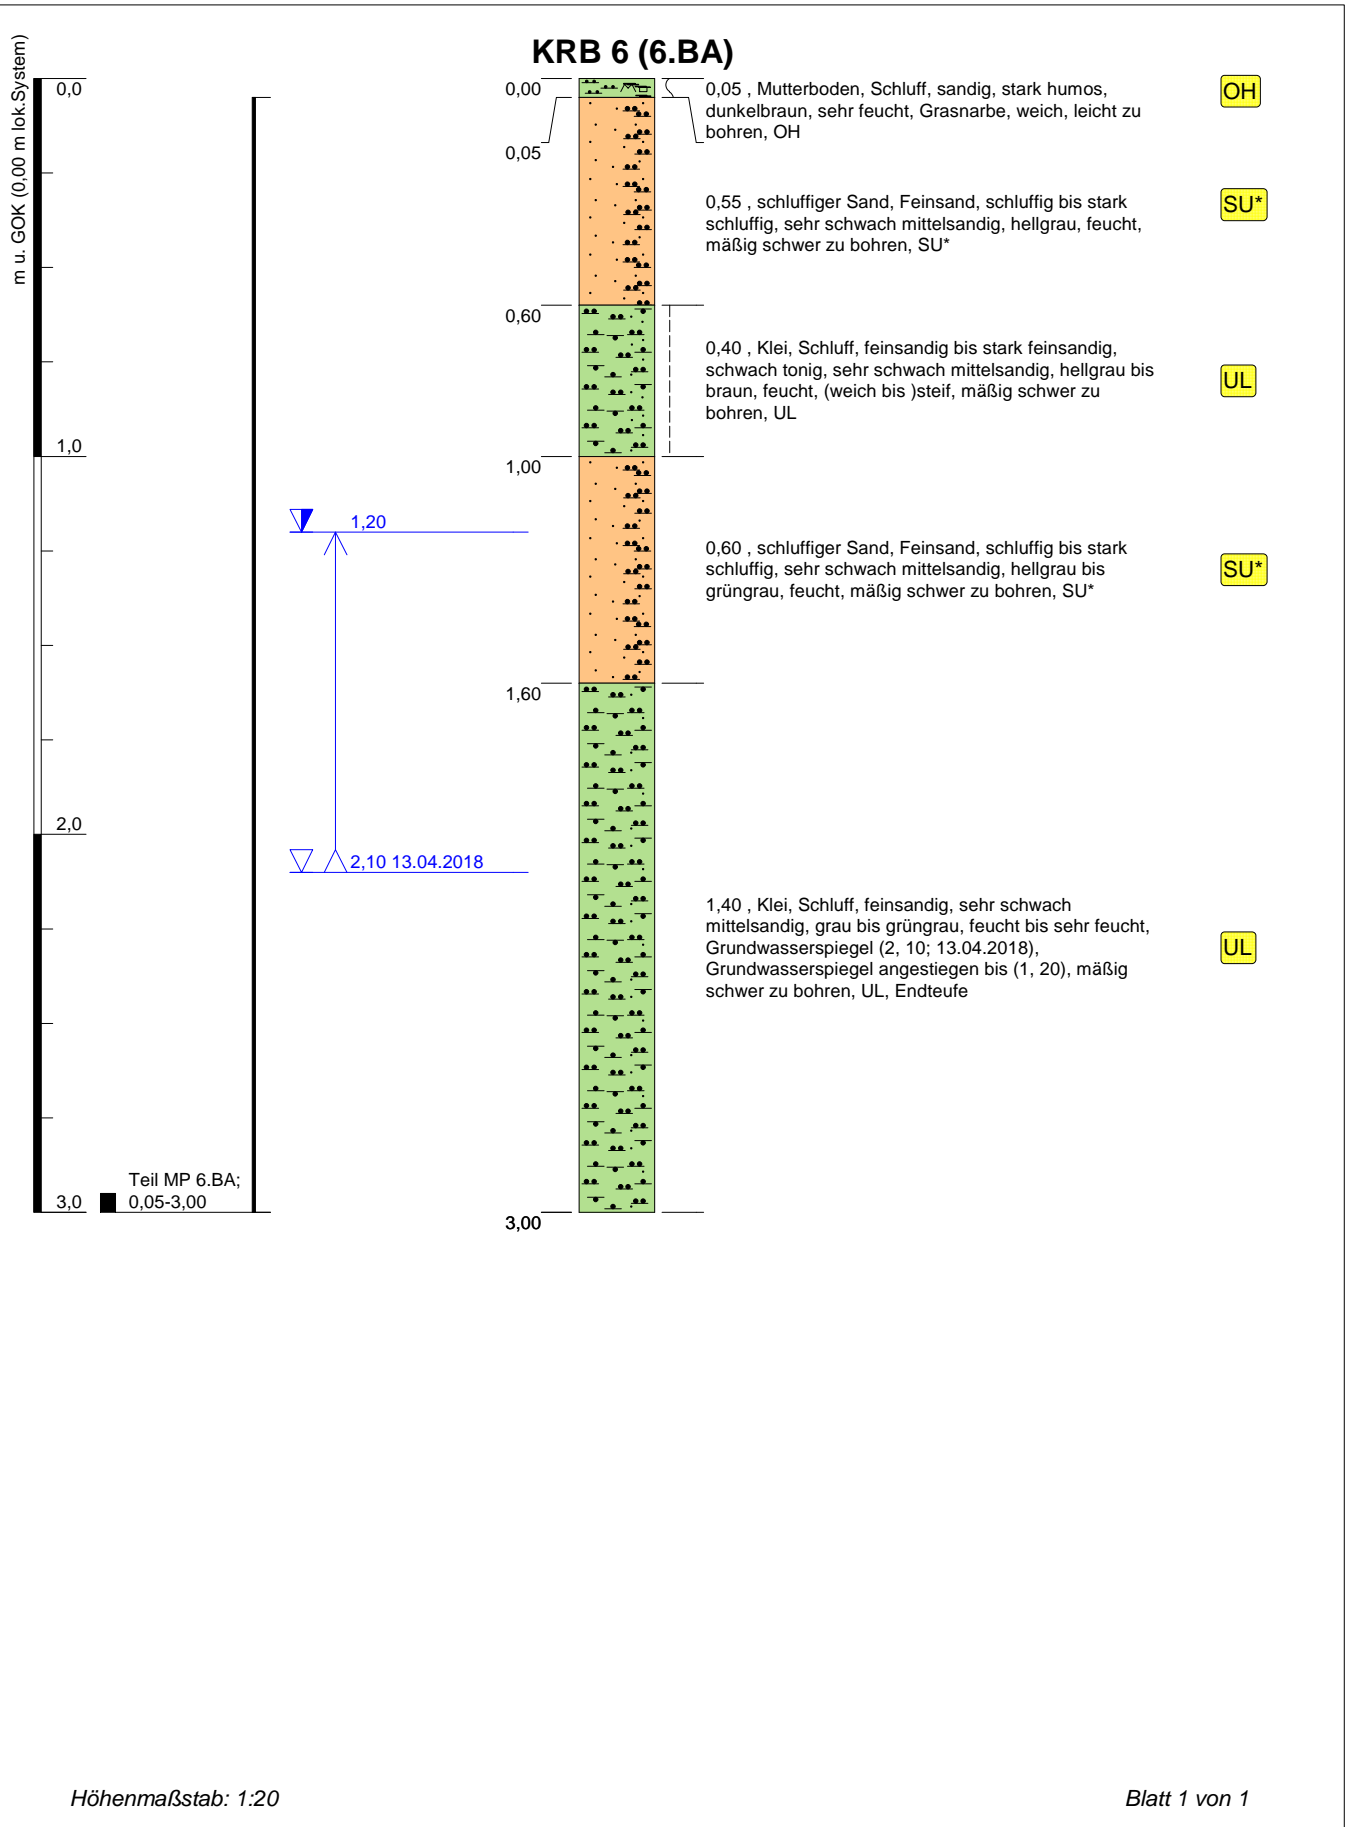 KRB 6 (6.BA)
m u. GOK (0,00 m lok.System)
0,0
1,0
2,0
3,0
Teil MP 6.BA;
0,05-3,00
1,20
2,10 13.04.2018
0,00
0,05
0,60
1,00
1,60
3,00
0,05 , Mutterboden, Schluff, sandig, stark humos,
dunkelbraun, sehr feucht, Grasnarbe, weich, leicht zu
bohren, OH
OH
0,55 , schluffiger Sand, Feinsand, schluffig bis stark
schluffig, sehr schwach mittelsandig, hellgrau, feucht,
mäßig schwer zu bohren, SU*
SU*
0,40 , Klei, Schluff, feinsandig bis stark feinsandig,
schwach tonig, sehr schwach mittelsandig, hellgrau bis
braun, feucht, (weich bis )steif, mäßig schwer zu
bohren, UL
UL
0,60 , schluffiger Sand, Feinsand, schluffig bis stark
schluffig, sehr schwach mittelsandig, hellgrau bis
grüngrau, feucht, mäßig schwer zu bohren, SU*
SU*
1,40 , Klei, Schluff, feinsandig, sehr schwach
mittelsandig, grau bis grüngrau, feucht bis sehr feucht,
Grundwasserspiegel (2, 10; 13.04.2018),
Grundwasserspiegel angestiegen bis (1, 20), mäßig
schwer zu bohren, UL, Endteufe
UL
Höhenmaßstab: 1:20
Blatt 1 von 1